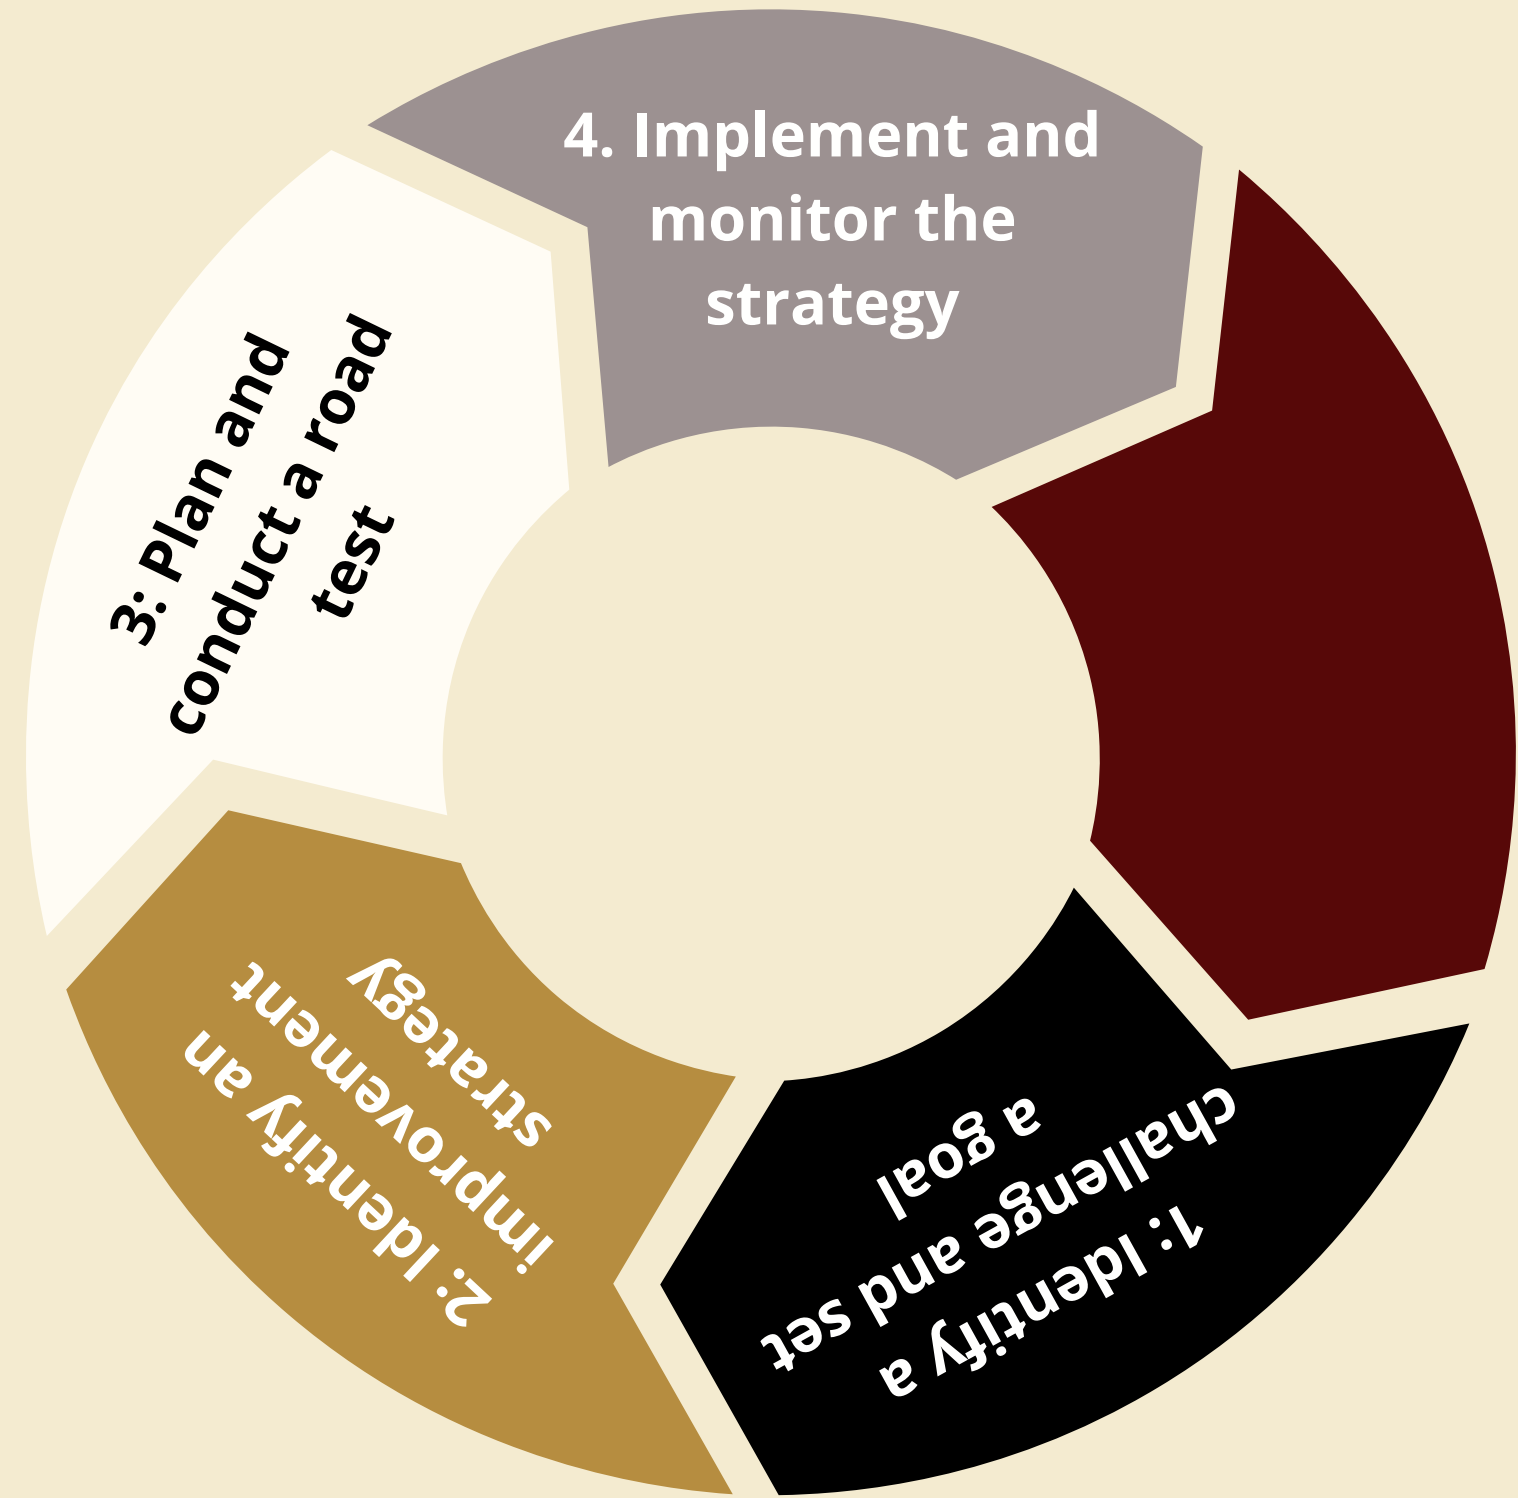 4. Implement and
monitor the
strategy
3: Plan and
conduct a road
test
2: Identify an
improvement
strategy
1: Identify a
challenge and set
a goal